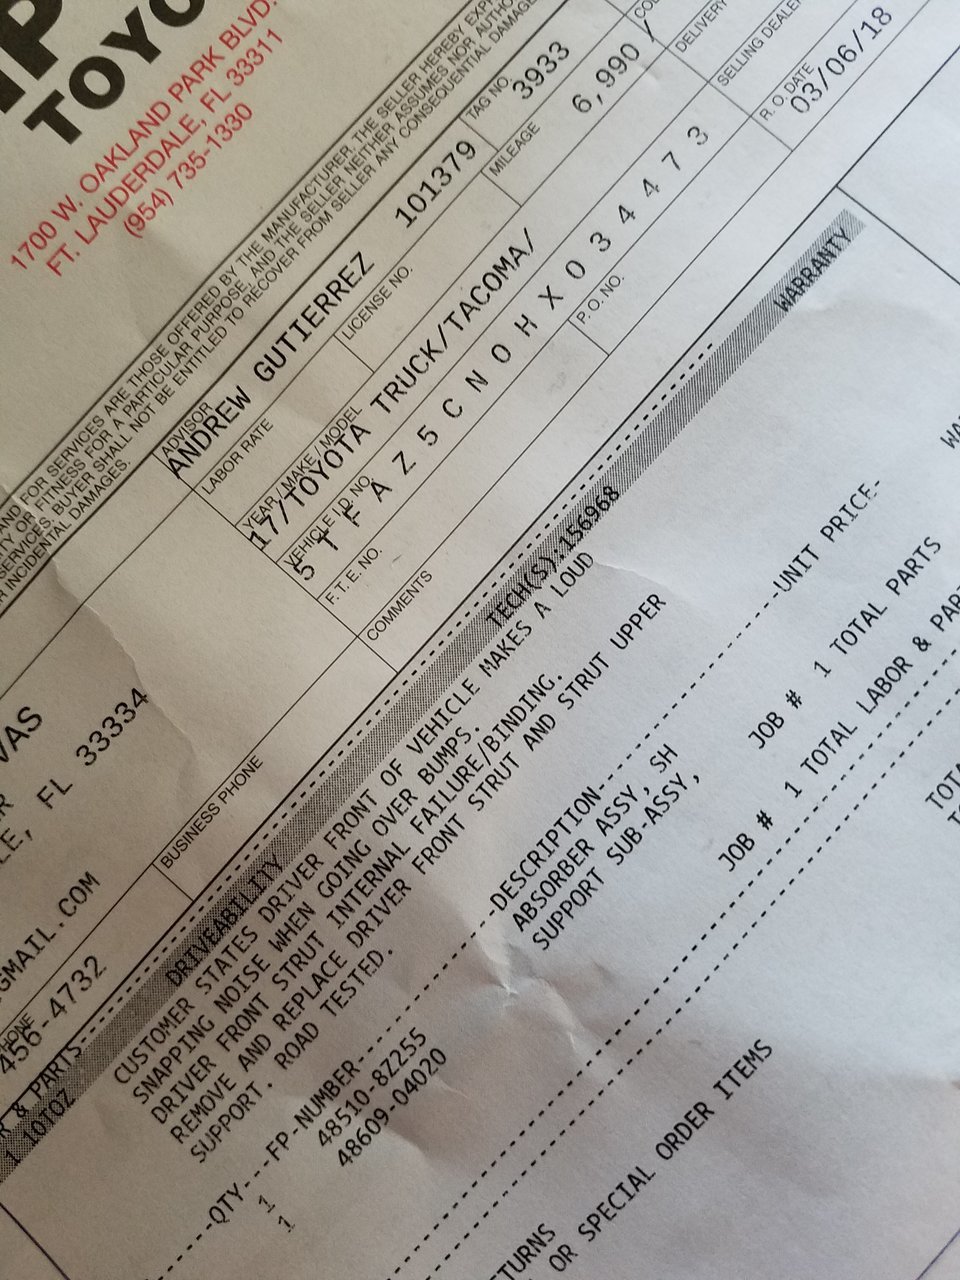 TOYO
1700 W. OAKLAND PARK BLVD.
FT. LAUDERDALE, FL 33311
(954) 735-1330
AND FOR SERVICES ARE THOSE OFFERED BY THE MANUFACTURER. THE SELLER HEREBY
OR FITNESS FOR A PARTICULAR PURPOSE, AND THE SELLER NEITHER ASSUMES NOR
SERVICES. BUYER SHALL NOT BE ENTITLED TO RECOVER FROM SELLER ANY CONSEQUENTIAL DAMAGES,
INCIDENTAL DAMAGES.
ADVISOR
ANDREW GUTIERREZ 101379
TAG NO.
3933
LABOR RATE
LICENSE NO.
MILEAGE
6,990 /
YEAR / MAKE / MODEL
17/TOYOTA TRUCK/TACOMA/
DELIVERY
VEHICLE I.D. NO.
5 T F A Z 5 C N 0 H X 0 3 4 4 7 3
SELLING DEALER
F. T. E. NO.
P. O. NO.
R. O. DATE
03/06/18
COMMENTS
VAS
FL 33334
BUSINESS PHONE
GMAIL.COM
456-4732
& PARTS
1 10TOZ DRIVEABILITY TECH(S):156968 WARRANTY
CUSTOMER STATES DRIVER FRONT OF VEHICLE MAKES A LOUD
SNAPPING NOISE WHEN GOING OVER BUMPS.
DRIVER FRONT STRUT INTERNAL FAILURE/BINDING.
REMOVE AND REPLACE DRIVER FRONT STRUT AND STRUT UPPER
SUPPORT. ROAD TESTED.
QTY---FP-NUMBER---------------DESCRIPTION--------------------UNIT PRICE-
1 48510-8Z255 ABSORBER ASSY, SH
1 48609-04020 SUPPORT SUB-ASSY,
JOB # 1 TOTAL PARTS
JOB # 1 TOTAL LABOR &
OR SPECIAL ORDER ITEMS